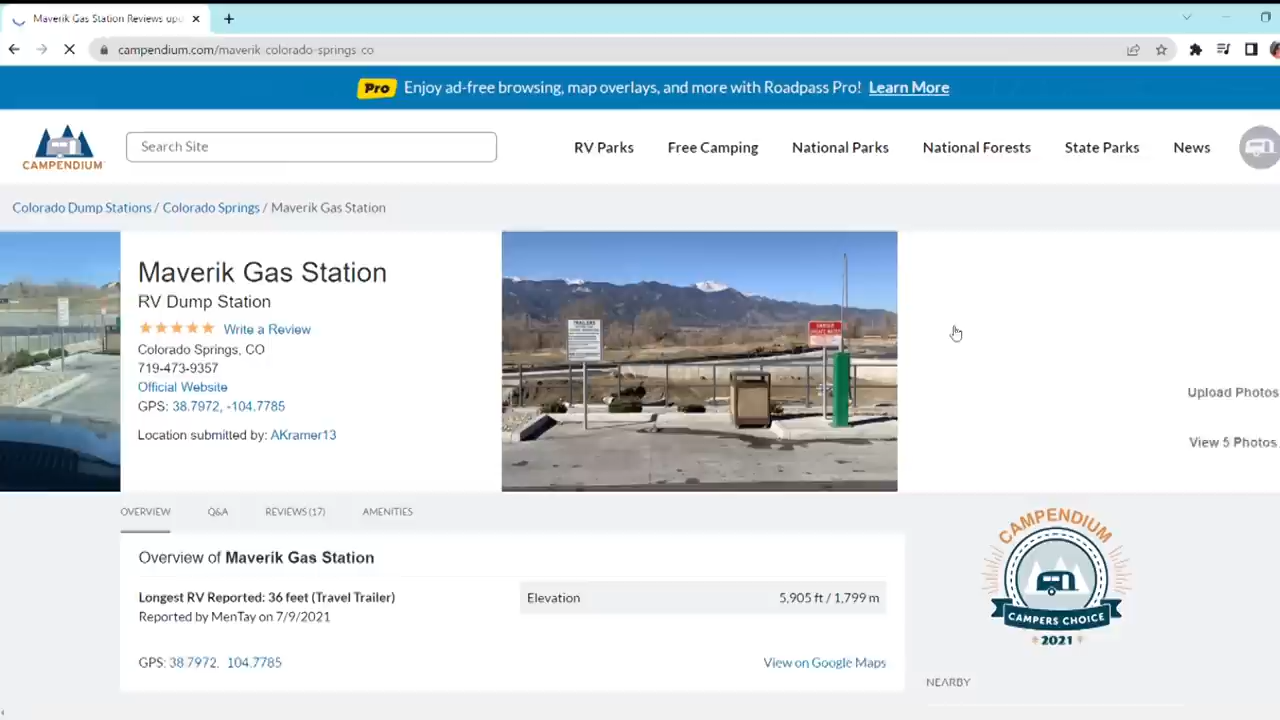 Maverik Gas Station Reviews upd
campendium.com/maverik-colorado-springs-co
Pro Enjoy ad-free browsing, map overlays, and more with Roadpass Pro! Learn More
CAMPENDIUM
Search Site
RV Parks
Free Camping
National Parks
National Forests
State Parks
News
Colorado Dump Stations / Colorado Springs / Maverik Gas Station
Maverik Gas Station
RV Dump Station
Write a Review
Colorado Springs, CO
719-473-9357
Official Website
GPS: 38.7972, -104.7785
Location submitted by: AKramer13
TRAILERS
DANGER
Upload Photos
View 5 Photos
OVERVIEW
Q&A
REVIEWS (17)
AMENITIES
Overview of Maverik Gas Station
Longest RV Reported: 36 feet (Travel Trailer)
Reported by MenTay on 7/9/2021
Elevation
5,905 ft / 1,799 m
GPS: 38.7972, 104.7785
View on Google Maps
CAMPENDIUM
CAMPERS CHOICE
2021
NEARBY